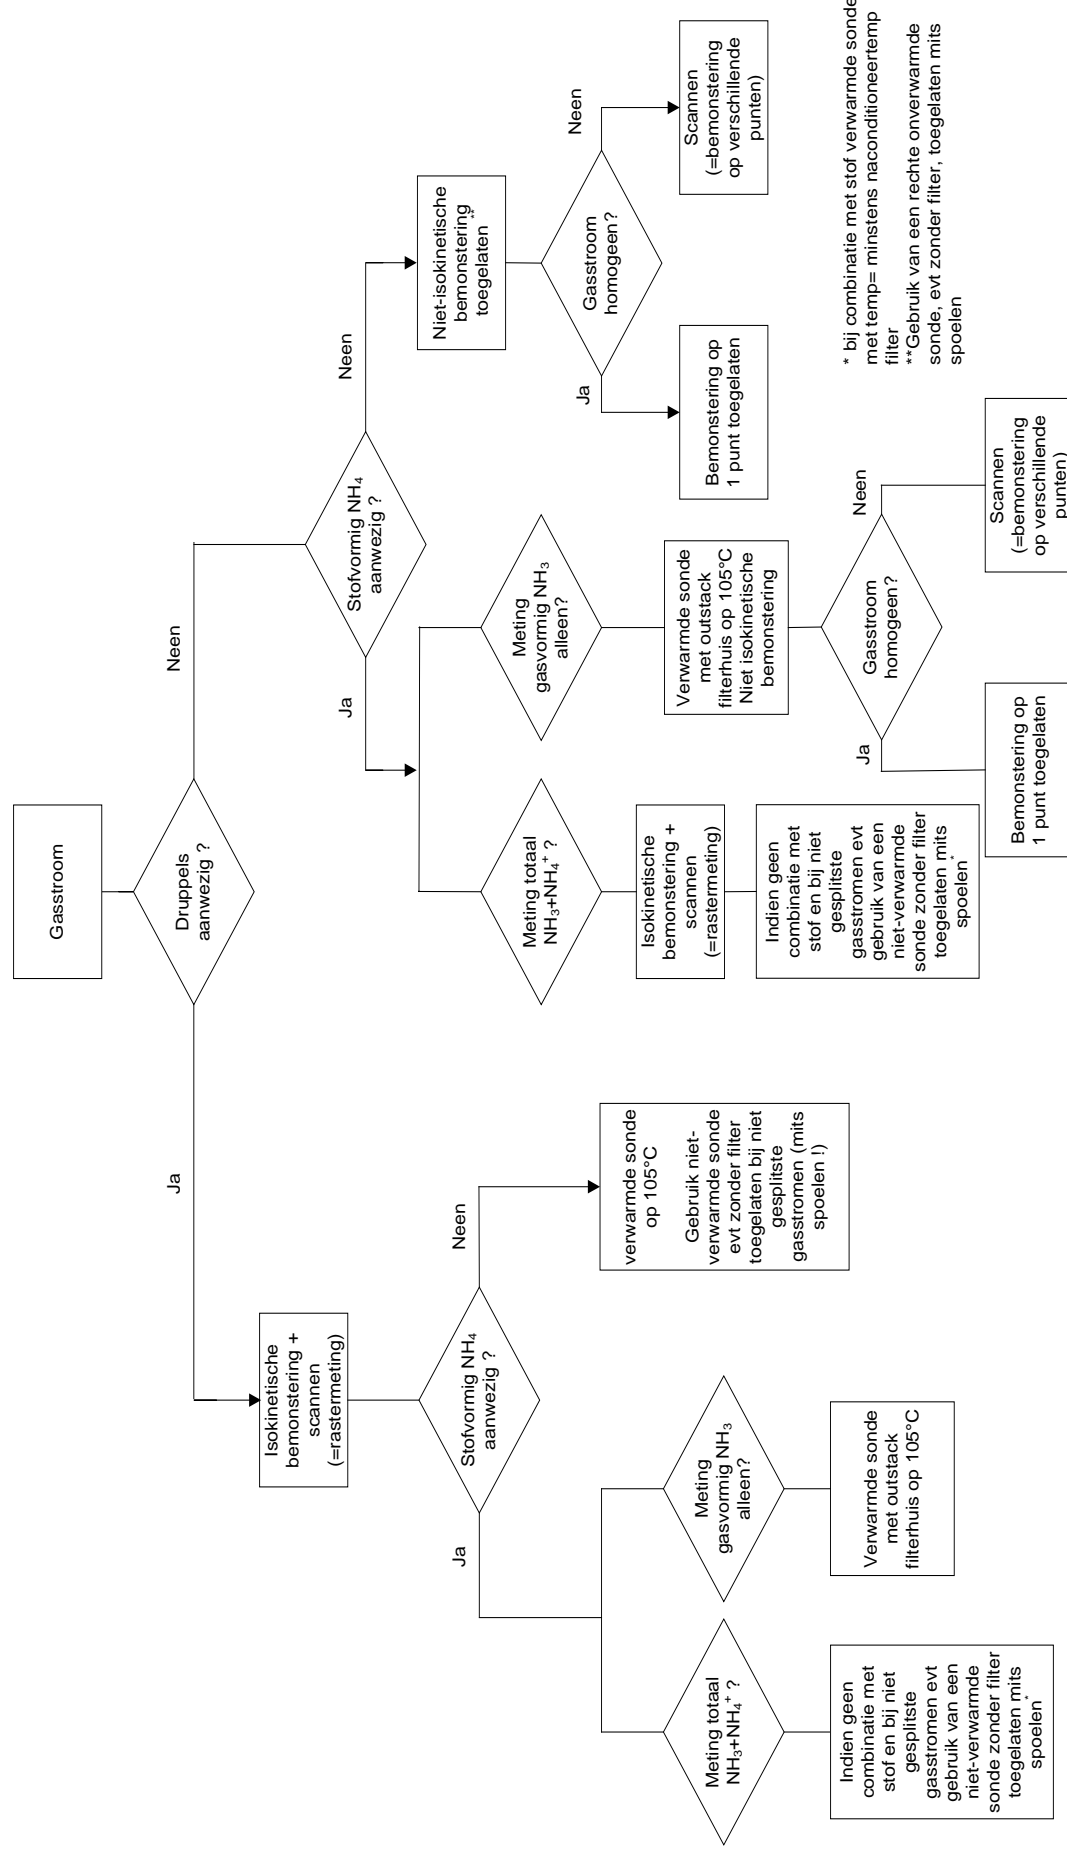 Gasstroom
Druppels
aanwezig ?
Ja
Neen
Isokinetische
bemonstering +
scannen
(=rastermeting)
Stofvormig NH₄
aanwezig ?
Ja
Neen
Meting totaal
NH₃+NH₄⁺ ?
Meting
gasvormig NH₃
alleen?
Indien geen
combinatie met
stof en bij niet
gesplitste
gasstromen evt
gebruik van een
niet-verwarmde
sonde zonder filter
toegelaten mits
spoelen*
Verwarmde sonde
met outstack
filterhuis op 105°C
verwarmde sonde
op 105°C
Gebruik niet-
verwarmde sonde
evt zonder filter
toegelaten bij niet
gesplitste
gasstromen (mits
spoelen !)
Stofvormig NH₄
aanwezig ?
Ja
Neen
Meting totaal
NH₃+NH₄⁺ ?
Meting
gasvormig NH₃
alleen?
Isokinetische
bemonstering +
scannen
(=rastermeting)
Indien geen
combinatie met
stof en bij niet
gesplitste
gasstromen evt
gebruik van een
niet-verwarmde
sonde zonder filter
toegelaten mits
spoelen*
Verwarmde sonde
met outstack
filterhuis op 105°C
Niet isokinetische
bemonstering
Gasstroom
homogeen?
Ja
Neen
Bemonstering op
1 punt toegelaten
Scannen
(=bemonstering
op verschillende
punten)
Niet-isokinetische
bemonstering
toegelaten**
Gasstroom
homogeen?
Ja
Neen
Bemonstering op
1 punt toegelaten
Scannen
(=bemonstering
op verschillende
punten)
* bij combinatie met stof verwarmde sonde
met temp= minstens naconditioneertemp
filter
**Gebruik van een rechte onverwarmde
sonde, evt zonder filter, toegelaten mits
spoelen